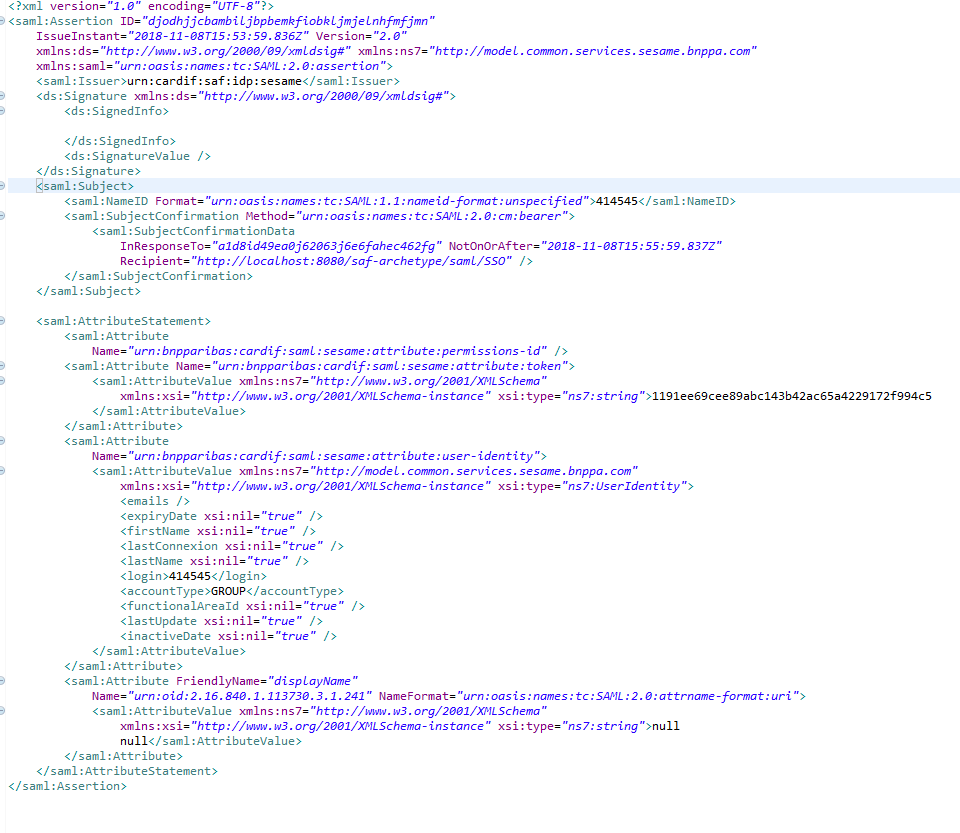 <?xml version="1.0" encoding="UTF-8"?>
<saml:Assertion ID="djodhjjcbambiljbpbemkfiobkljmjelnhfmfjmn"
IssueInstant="2018-11-08T15:53:59.836Z" Version="2.0"
xmlns:ds="http://www.w3.org/2000/09/xmldsig#" xmlns:ns7="http://model.common.services.sesame.bnppa.com"
xmlns:saml="urn:oasis:names:tc:SAML:2.0:assertion">
<saml:Issuer>urn:cardif:saf:idp:sesame</saml:Issuer>
<ds:Signature xmlns:ds="http://www.w3.org/2000/09/xmldsig#">
<ds:SignedInfo>
</ds:SignedInfo>
<ds:SignatureValue />
</ds:Signature>
<saml:Subject>
<saml:NameID Format="urn:oasis:names:tc:SAML:1.1:nameid-format:unspecified">414545</saml:NameID>
<saml:SubjectConfirmation Method="urn:oasis:names:tc:SAML:2.0:cm:bearer">
<saml:SubjectConfirmationData
InResponseTo="a1d8id49ea0j62063j6e6fahec462fg" NotOnOrAfter="2018-11-08T15:55:59.837Z"
Recipient="http://localhost:8080/saf-archetype/saml/SSO" />
</saml:SubjectConfirmation>
</saml:Subject>
<saml:AttributeStatement>
<saml:Attribute
Name="urn:bnpparibas:cardif:saml:sesame:attribute:permissions-id" />
<saml:Attribute Name="urn:bnpparibas:cardif:saml:sesame:attribute:token">
<saml:AttributeValue xmlns:ns7="http://www.w3.org/2001/XMLSchema"
xmlns:xsi="http://www.w3.org/2001/XMLSchema-instance" xsi:type="ns7:string">1191ee69cee89abc143b42ac65a4229172f994c5
</saml:AttributeValue>
</saml:Attribute>
<saml:Attribute
Name="urn:bnpparibas:cardif:saml:sesame:attribute:user-identity">
<saml:AttributeValue xmlns:ns7="http://model.common.services.sesame.bnppa.com"
xmlns:xsi="http://www.w3.org/2001/XMLSchema-instance" xsi:type="ns7:UserIdentity">
<emails />
<expiryDate xsi:nil="true" />
<firstName xsi:nil="true" />
<lastConnexion xsi:nil="true" />
<lastName xsi:nil="true" />
<login>414545</login>
<accountType>GROUP</accountType>
<functionalAreaId xsi:nil="true" />
<lastUpdate xsi:nil="true" />
<inactiveDate xsi:nil="true" />
</saml:AttributeValue>
</saml:Attribute>
<saml:Attribute FriendlyName="displayName"
Name="urn:oid:2.16.840.1.113730.3.1.241" NameFormat="urn:oasis:names:tc:SAML:2.0:attrname-format:uri">
<saml:AttributeValue xmlns:ns7="http://www.w3.org/2001/XMLSchema"
xmlns:xsi="http://www.w3.org/2001/XMLSchema-instance" xsi:type="ns7:string">null
null</saml:AttributeValue>
</saml:Attribute>
</saml:AttributeStatement>
</saml:Assertion>